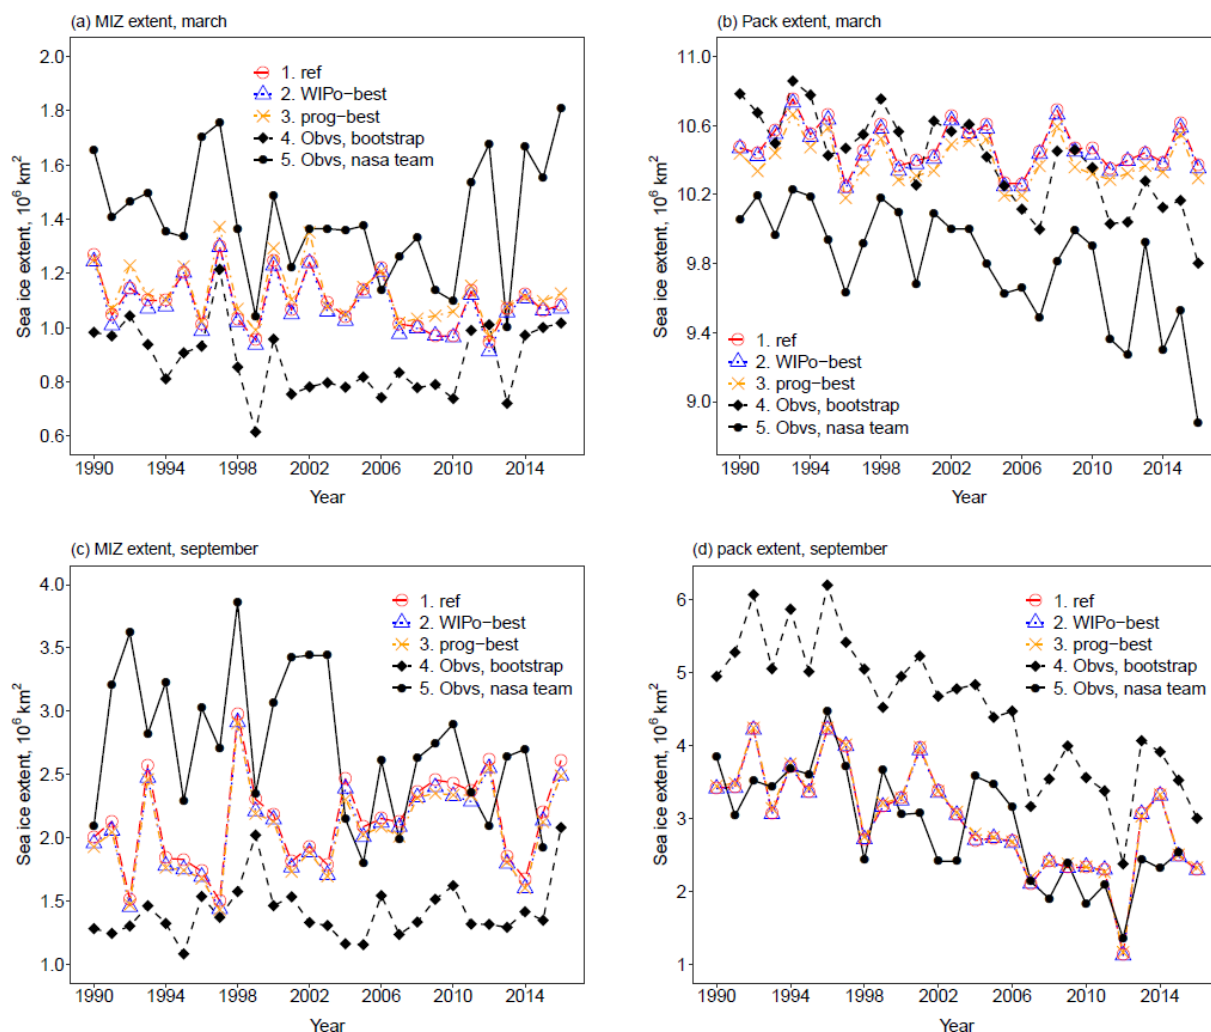 (a) MIZ extent, march
2.0
1.8
1.6
1.4
1.2
1.0
0.8
0.6
Sea ice extent, 10⁶ km²
1. ref
2. WIPo−best
3. prog−best
4. Obvs, bootstrap
5. Obvs, nasa team
1990 1994 1998 2002 2006 2010 2014
Year
(b) Pack extent, march
11.0
10.6
10.2
9.8
9.4
9.0
Sea ice extent, 10⁶ km²
1. ref
2. WIPo−best
3. prog−best
4. Obvs, bootstrap
5. Obvs, nasa team
1990 1994 1998 2002 2006 2010 2014
Year
(c) MIZ extent, september
4.0
3.5
3.0
2.5
2.0
1.5
1.0
Sea ice extent, 10⁶ km²
1. ref
2. WIPo−best
3. prog−best
4. Obvs, bootstrap
5. Obvs, nasa team
1990 1994 1998 2002 2006 2010 2014
Year
(d) pack extent, september
6
5
4
3
2
1
Sea ice extent, 10⁶ km²
1. ref
2. WIPo−best
3. prog−best
4. Obvs, bootstrap
5. Obvs, nasa team
1990 1994 1998 2002 2006 2010 2014
Year